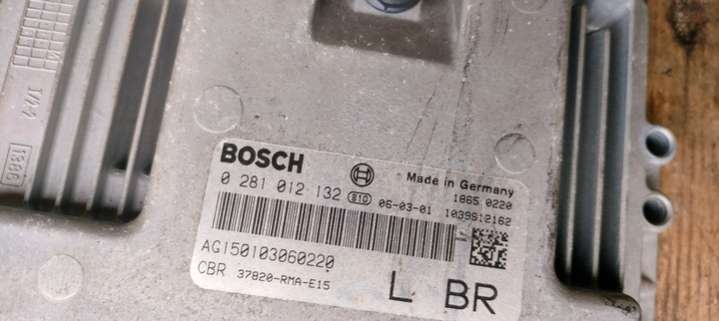 BOSCH
Made in Germany
1865 0220
0 281 012 132 810 06-03-01 1039S12162
AG150103060220
CBR 37820-RMA-E15
L BR